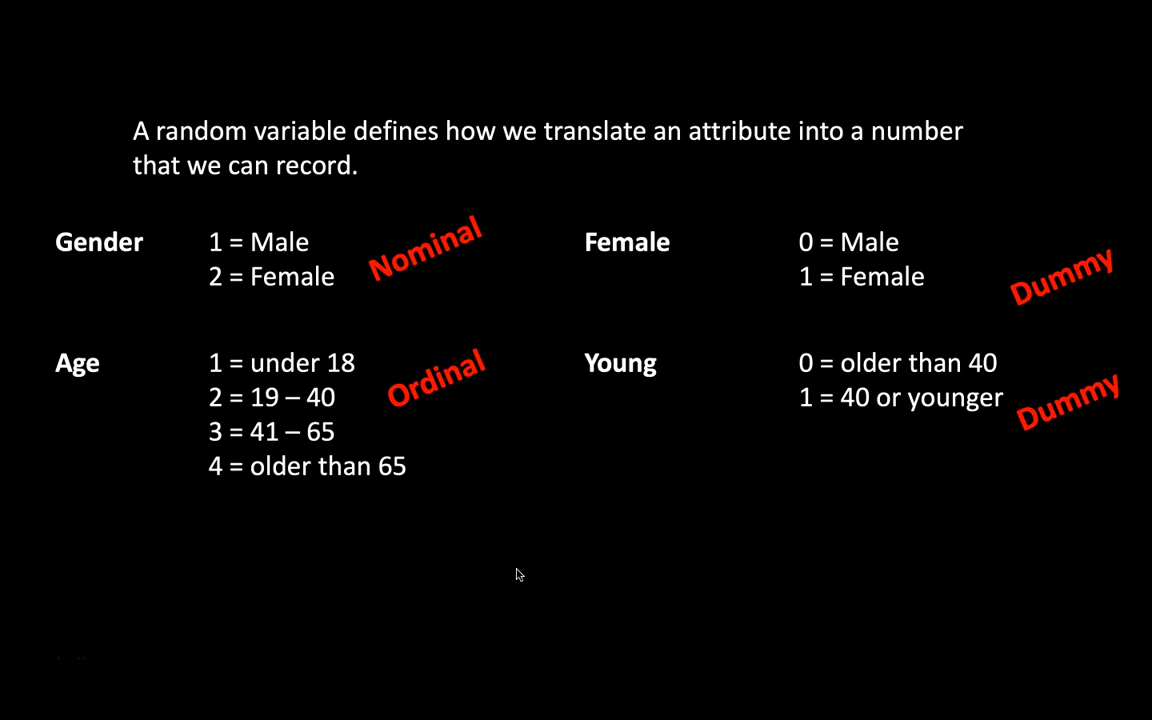 A random variable defines how we translate an attribute into a number
that we can record.
Gender
1 = Male
2 = Female
Nominal
Female
0 = Male
1 = Female
Dummy
Age
1 = under 18
2 = 19 – 40
3 = 41 – 65
4 = older than 65
Ordinal
Young
0 = older than 40
1 = 40 or younger
Dummy